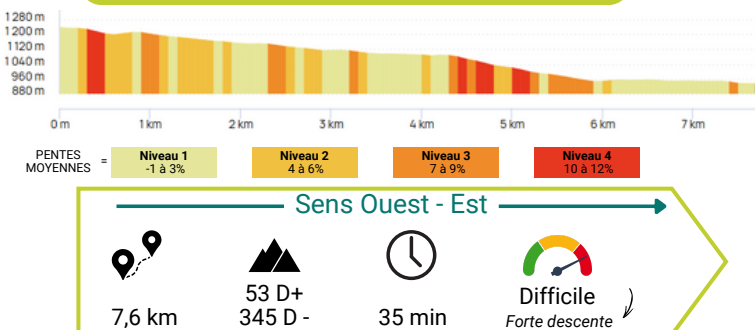 1 280 m
1200 m
1120 m
1040 m
960 m
880 m
0 m 1 km 2 km 3 km 4 km 5 km 6 km 7 km
PENTES
MOYENNES =
Niveau 1
-1 à 3%
Niveau 2
4 à 6%
Niveau 3
7 à 9%
Niveau 4
10 à 12%
Sens Ouest - Est
7,6 km
53 D+
345 D -
35 min
Difficile
Forte descente